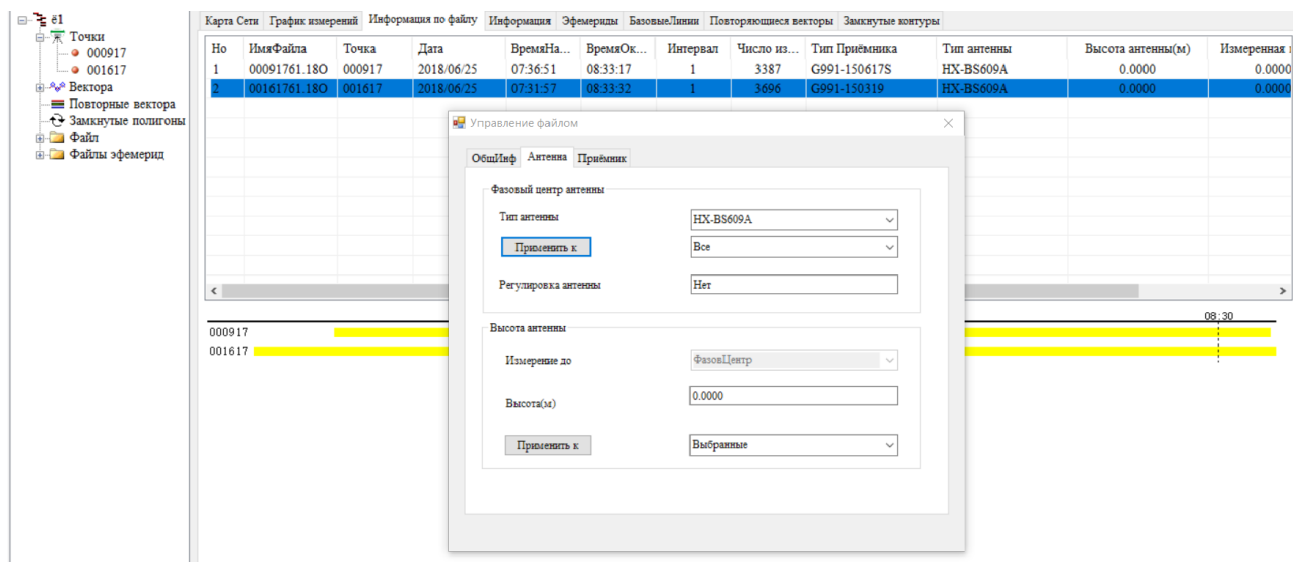 ё1
Точки
000917
001617
Вектора
Повторные вектора
Замкнутые полигоны
Файл
Файлы эфемерид
Карта Сети График измерений Информация по файлу Информация Эфемериды БазовыеЛинии Повторяющиеся векторы Замкнутые контуры
Но ИмяФайла Точка Дата ВремяНа... ВремяОк... Интервал Число из... Тип Приёмника Тип антенны Высота антенны(м) Измеренная
1 00091761.18O 000917 2018/06/25 07:36:51 08:33:17 1 3387 G991-150617S HX-BS609A 0.0000 0.0000
2 00161761.18O 001617 2018/06/25 07:31:57 08:33:32 1 3696 G991-150319 HX-BS609A 0.0000 0.0000
Управление файлом
ОбщИнф Антенна Приёмник
Фазовый центр антенны
Тип антенны HX-BS609A
Применить к Все
Регулировка антенны Нет
Высота антенны
Измерение до ФазовЦентр
Высота(м) 0.0000
Применить к Выбранные
08:30
000917
001617